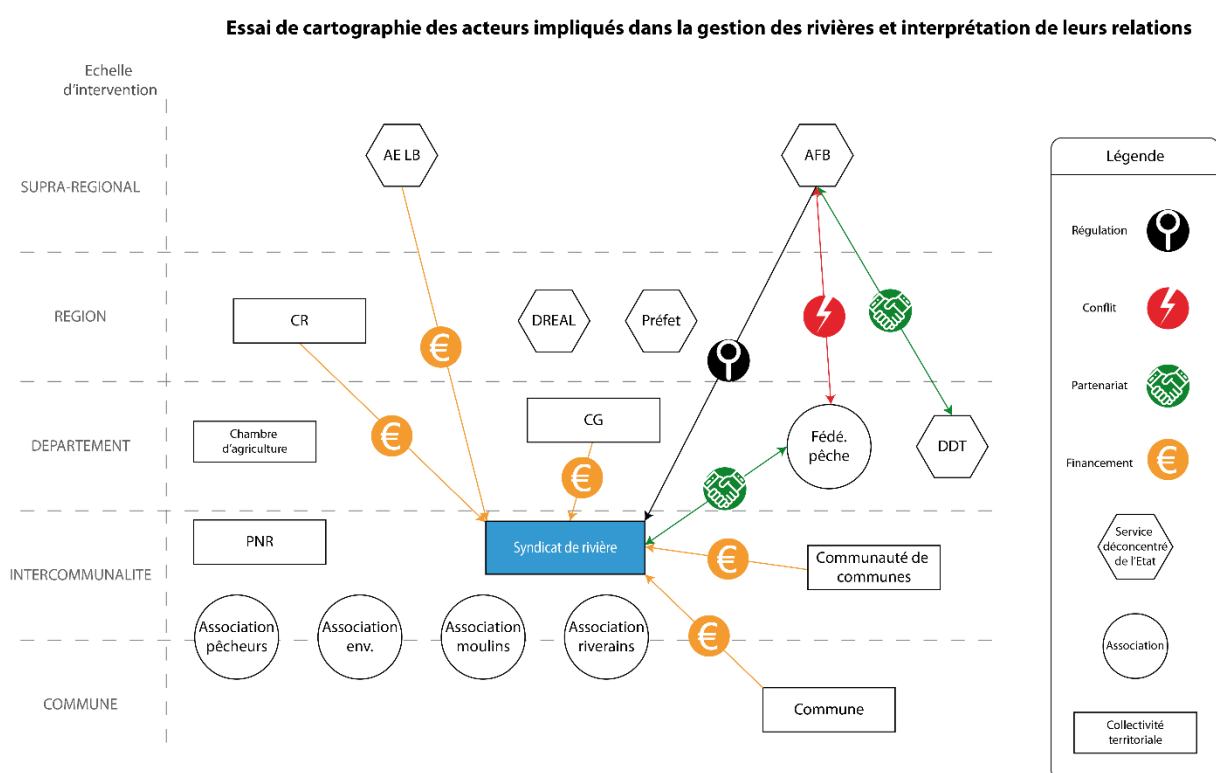 Essai de cartographie des acteurs impliqués dans la gestion des rivières et interprétation de leurs relations
Echelle
d'intervention
SUPRA-REGIONAL
AE LB
AFB
REGION
CR
DREAL
Préfet
€
€
DEPARTEMENT
Chambre
d'agriculture
CG
€
Fédé.
pêche
DDT
INTERCOMMUNALITE
PNR
Syndicat de rivière
€
Communauté de
communes
Association
pêcheurs
Association
env.
Association
moulins
Association
riverains
€
COMMUNE
Commune
Légende
Régulation
Conflit
Partenariat
Financement
€
Service
déconcentré
de l'Etat
Association
Collectivité
territoriale